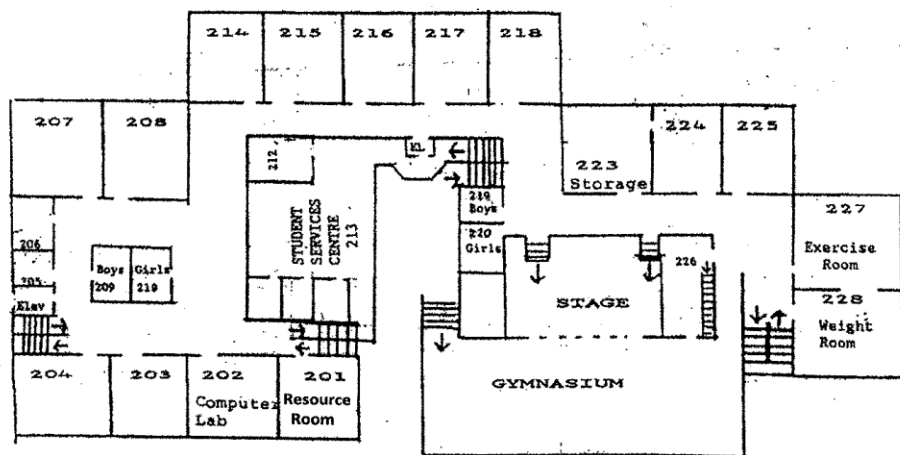 214 215 216 217 218
207 208
224 225
212
223
Storage
219
Boys
220
Girls
STUDENT
SERVICES
CENTRE
213
227
Exercise
Room
206
205
Elav
Boys
209
Girls
210
226
STAGE
228
Weight
Room
204 203 202 201
Computer
Lab
Resource
Room
GYMNASIUM